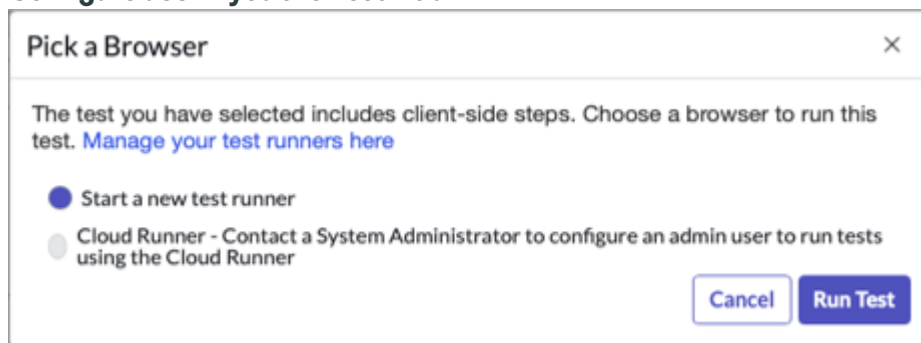 Pick a Browser
×
The test you have selected includes client-side steps. Choose a browser to run this
test. Manage your test runners here
Start a new test runner
Cloud Runner - Contact a System Administrator to configure an admin user to run tests
using the Cloud Runner
Cancel Run Test